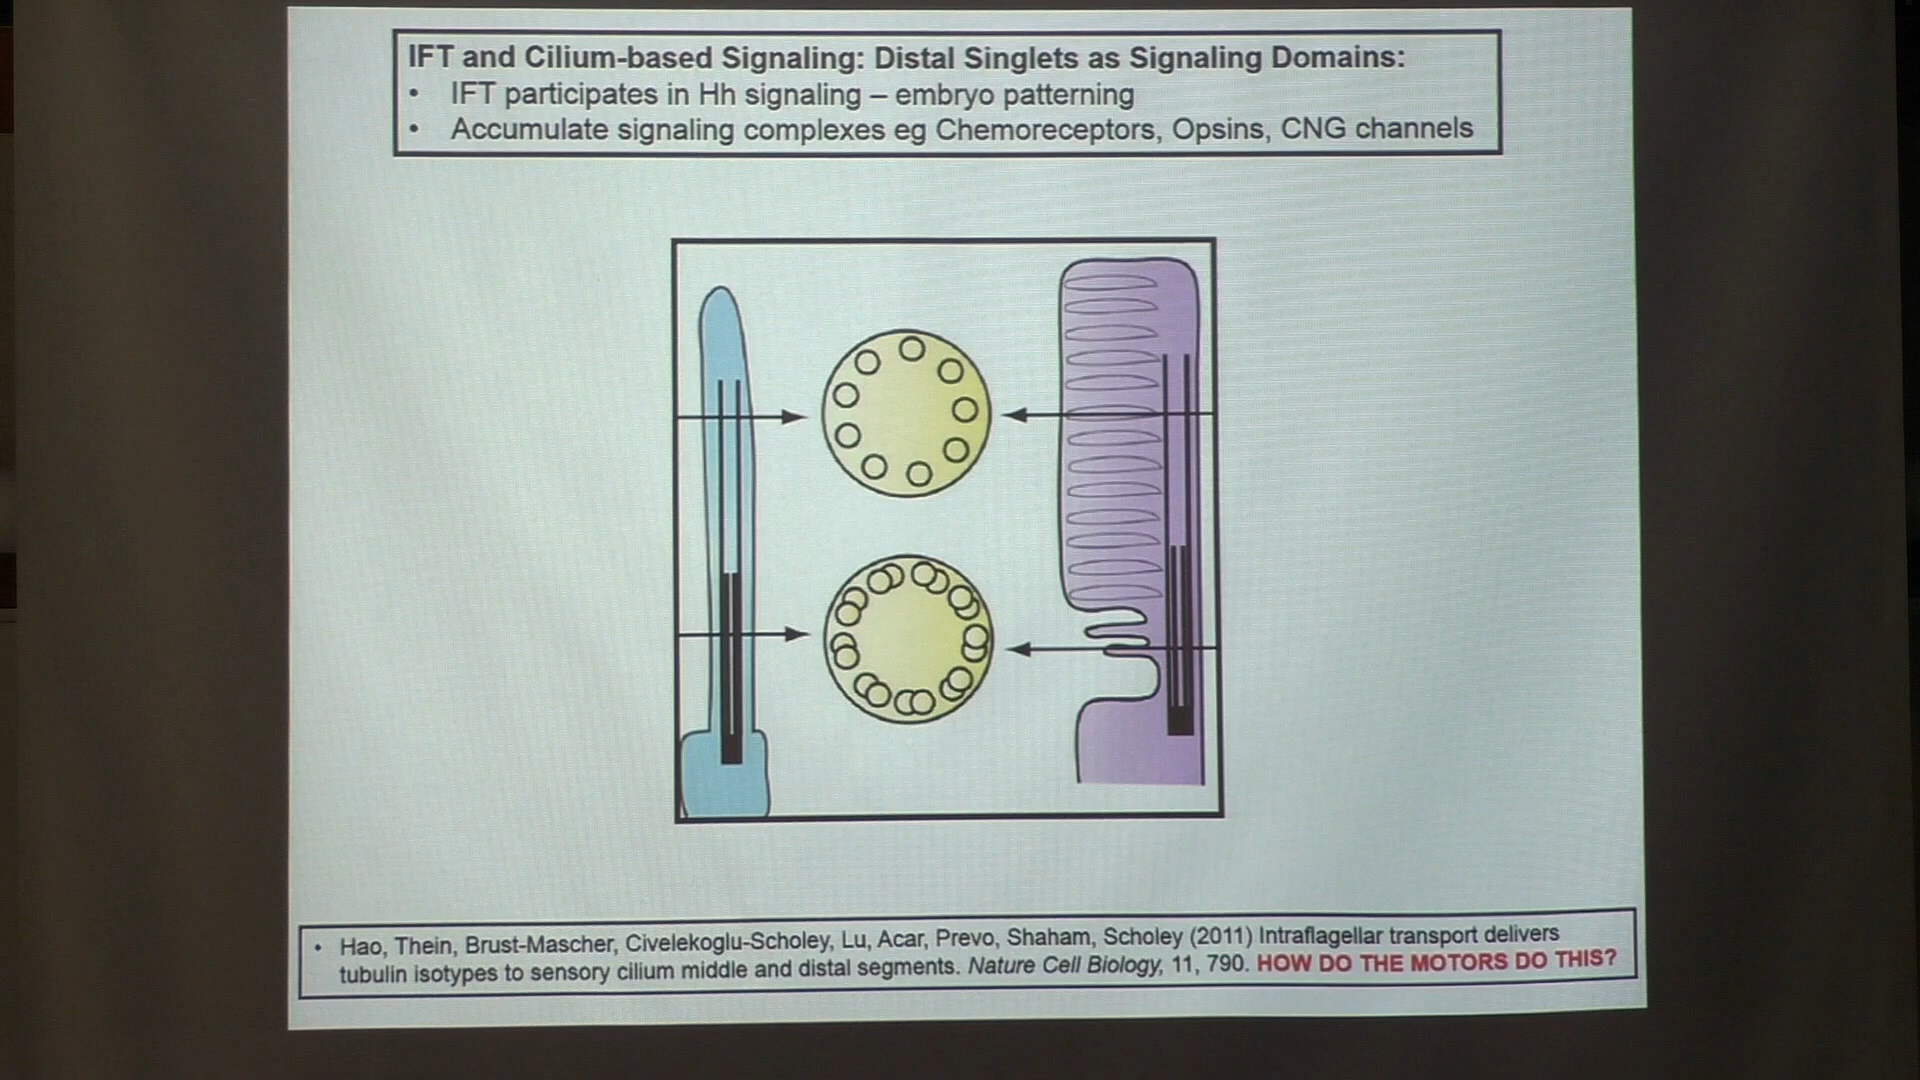 IFT and Cilium-based Signaling: Distal Singlets as Signaling Domains:
• IFT participates in Hh signaling – embryo patterning
• Accumulate signaling complexes eg Chemoreceptors, Opsins, CNG channels
• Hao, Thein, Brust-Mascher, Civelekoglu-Scholey, Lu, Acar, Prevo, Shaham, Scholey (2011) Intraflagellar transport delivers
tubulin isotypes to sensory cilium middle and distal segments. Nature Cell Biology, 11, 790. HOW DO THE MOTORS DO THIS?